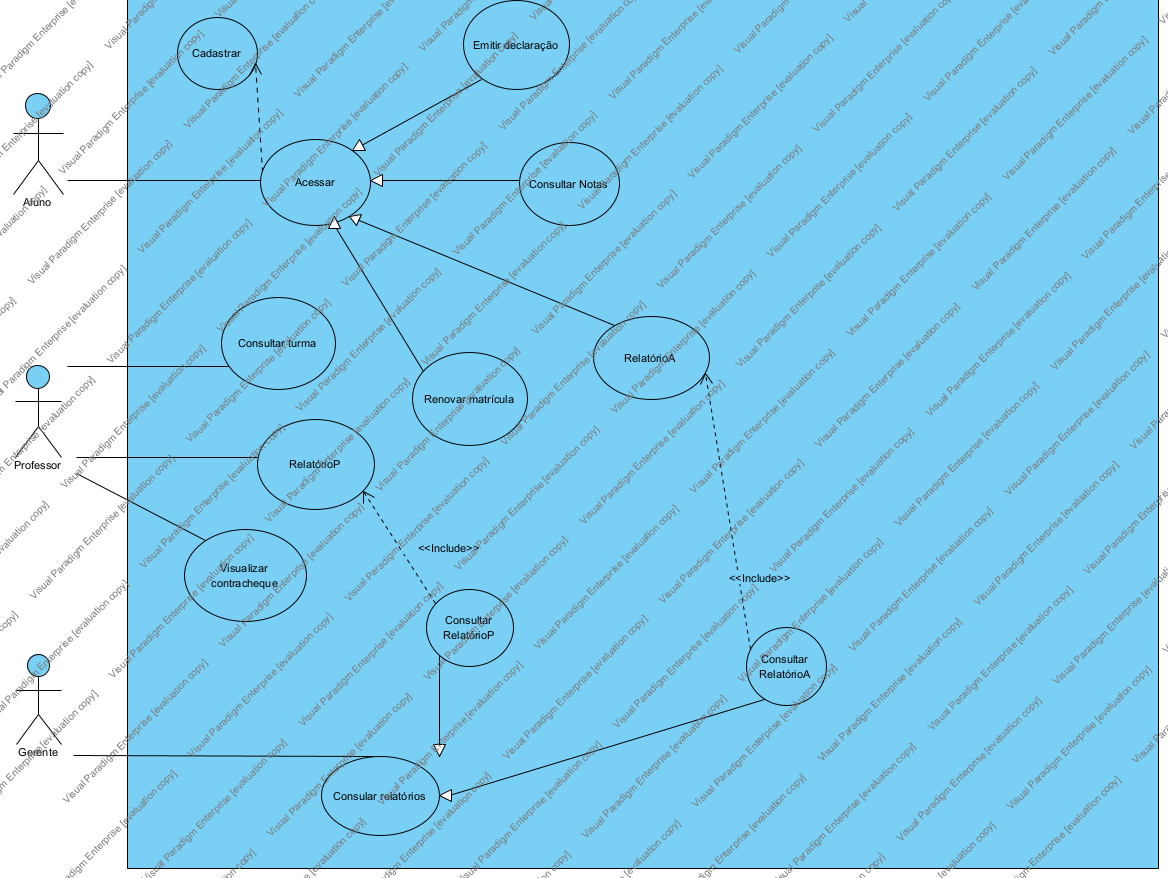 Cadastrar
Emitir declaração
Aluno
Acessar
Consultar Notas
Consultar turma
RelatórioA
Renovar matrícula
Professor
RelatórioP
<<Include>>
Visualizar
contracheque
<<Include>>
Consultar
RelatórioP
Consultar
RelatórioA
Gerente
Consular relatórios
Visual Paradigm Enterprise [evaluation copy]